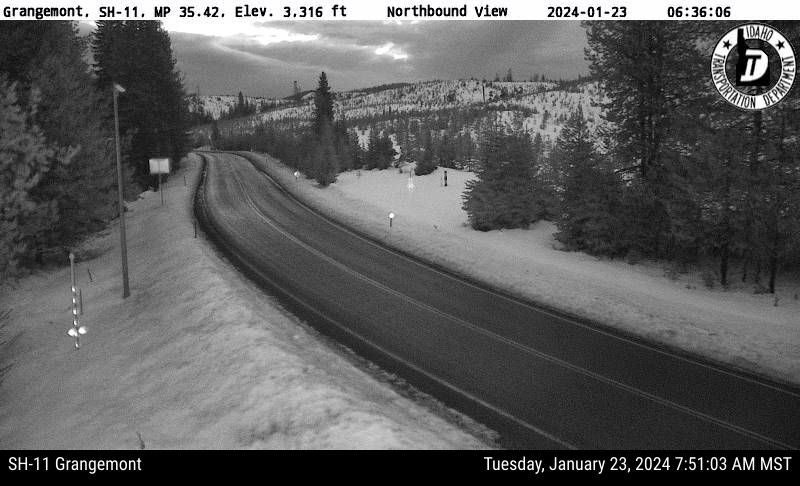 Grangemont, SH-11, MP 35.42, Elev. 3,316 ft Northbound View 2024-01-23 06:36:06
IDAHO
TRANSPORTATION DEPARTMENT
SH-11 Grangemont Tuesday, January 23, 2024 7:51:03 AM MST